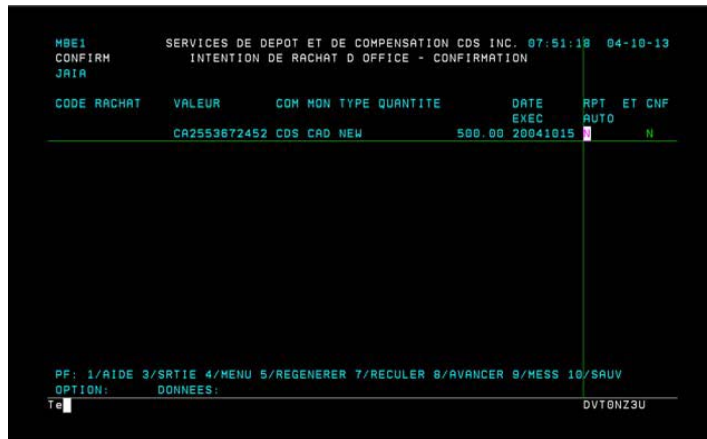 MBE1 SERVICES DE DEPOT ET DE COMPENSATION CDS INC. 07:51:18 04-10-13
CONFIRM INTENTION DE RACHAT D OFFICE - CONFIRMATION
JAIA
CODE RACHAT VALEUR COM MON TYPE QUANTITE DATE RPT ET CNF
EXEC AUTO
CA2553672452 CDS CAD NEW 500.00 20041015 N N
PF: 1/AIDE 3/SRTIE 4/MENU 5/REGENERER 7/RECULER 8/AVANCER 9/MESS 10/SAUV
OPTION: DONNEES:
Te DVT0NZ3U